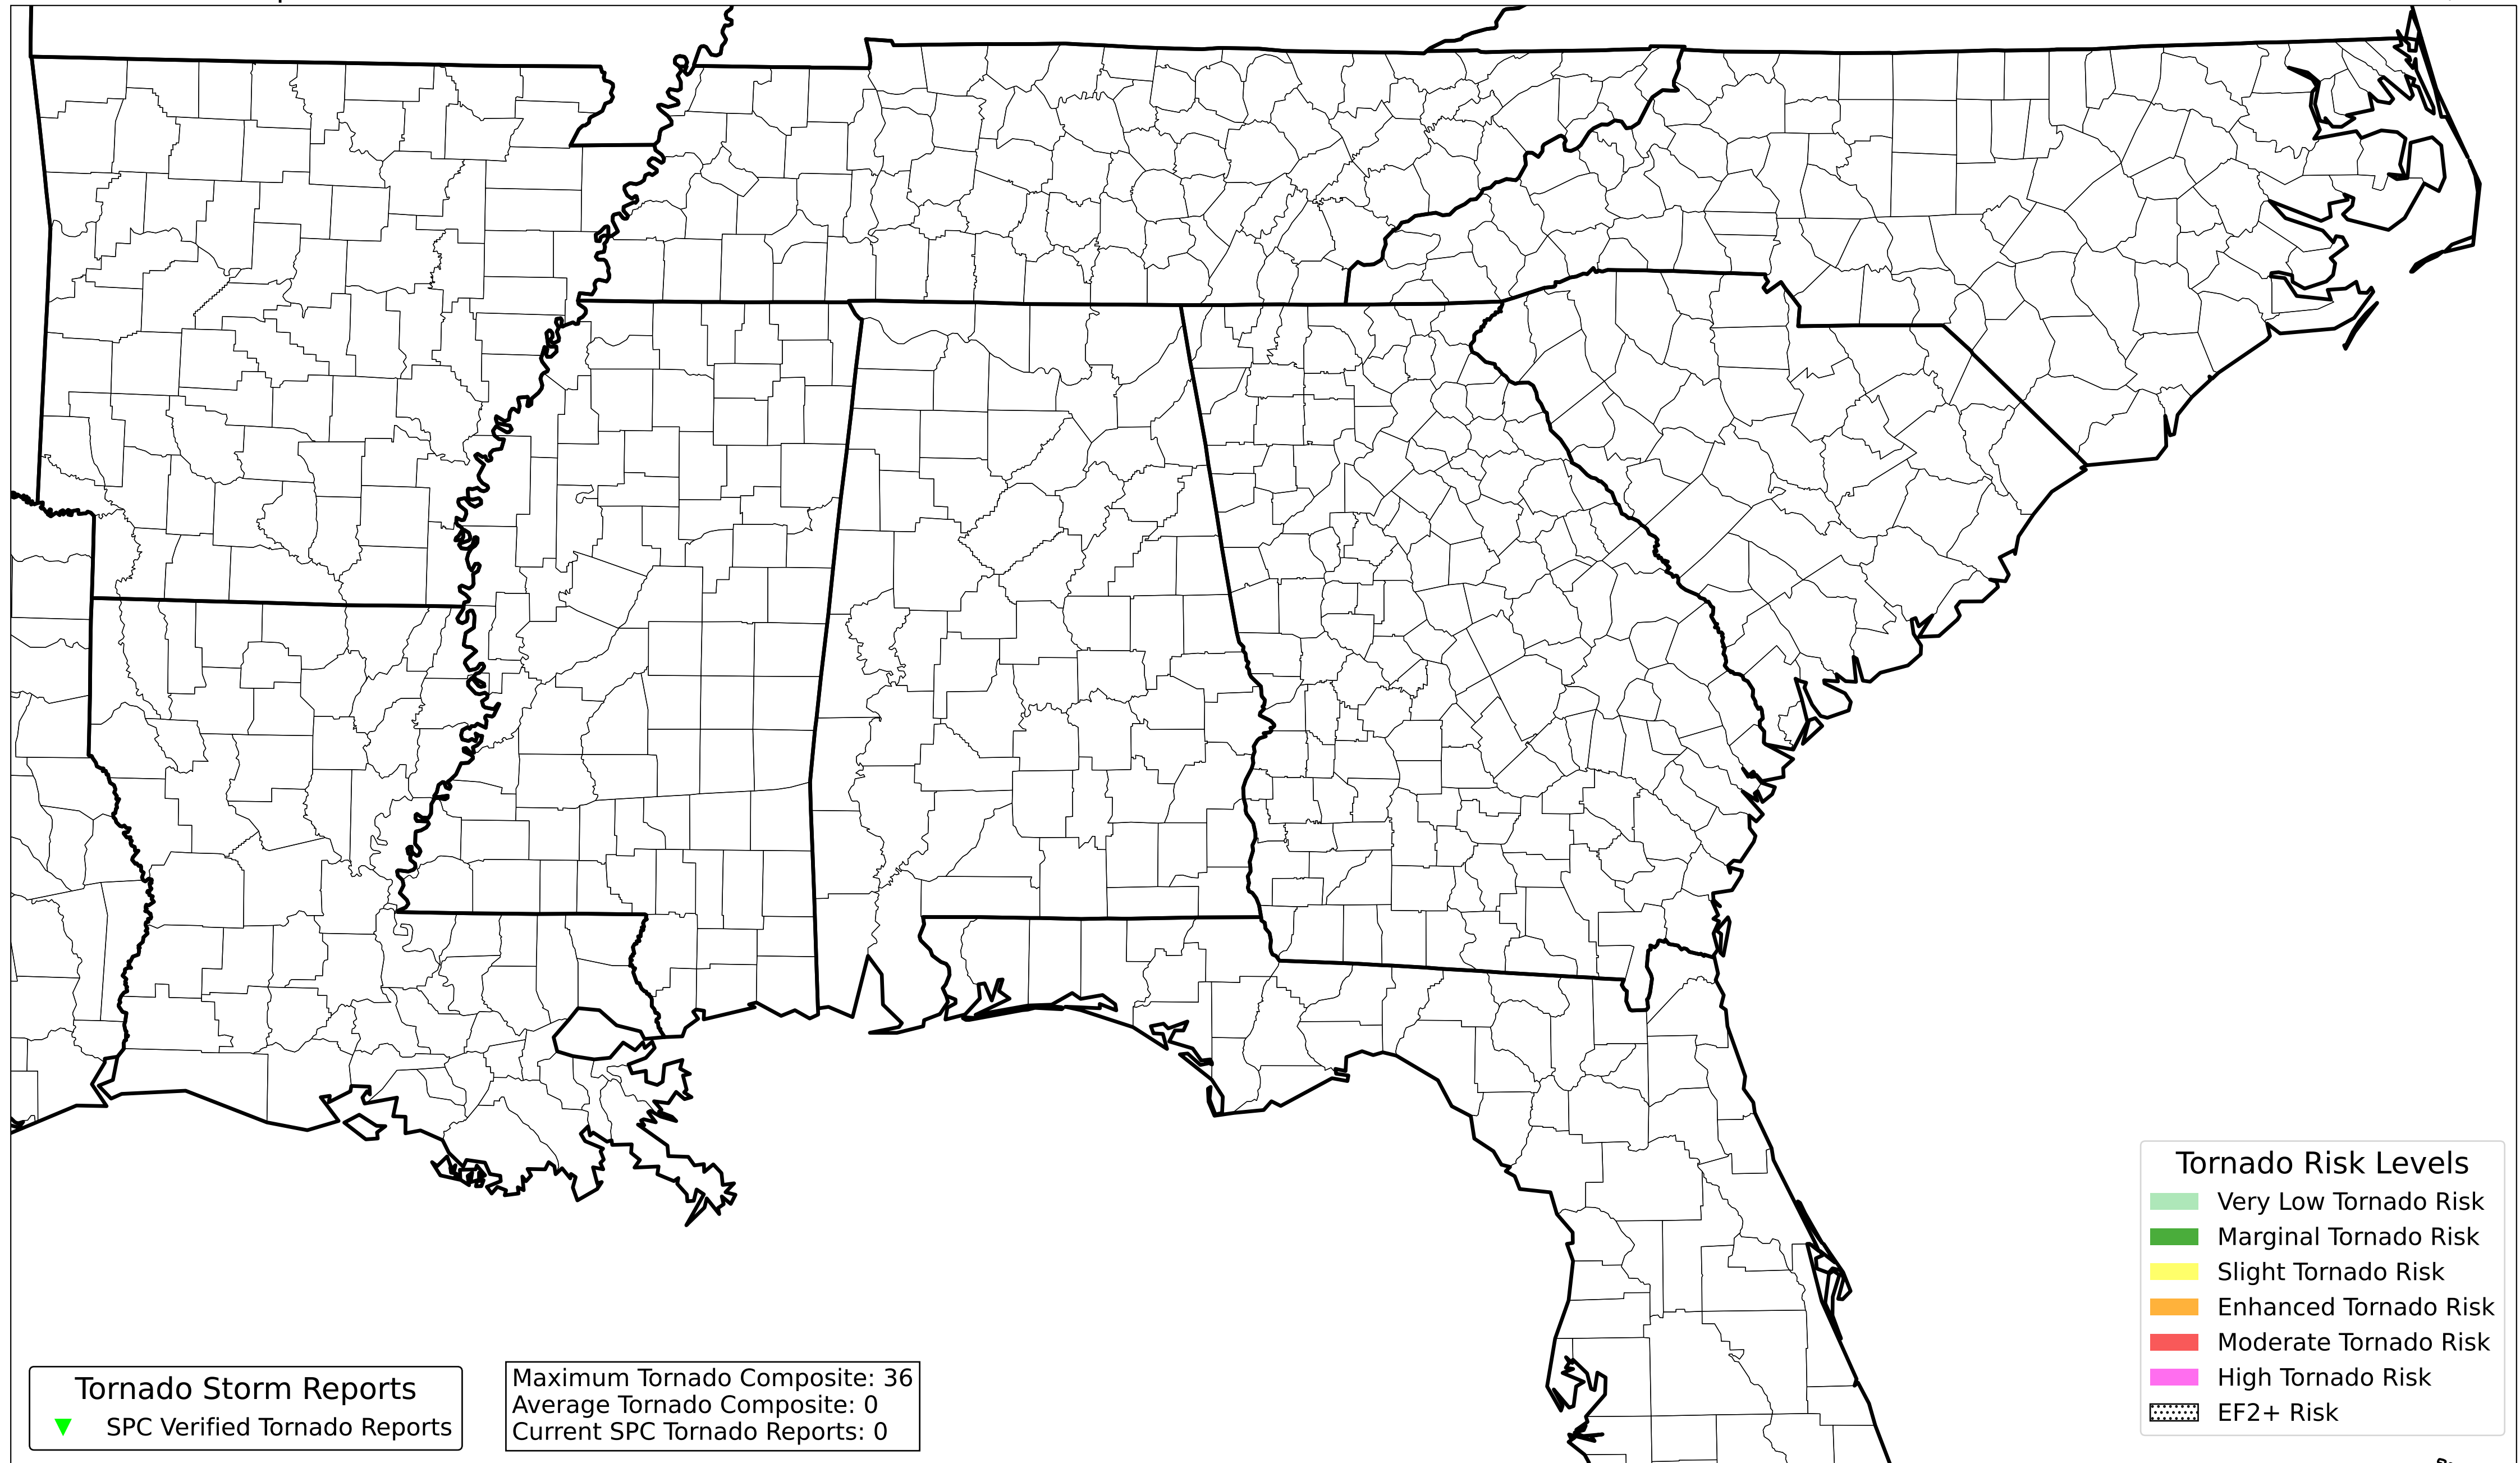 Tornado Risk Levels
Very Low Tornado Risk
Marginal Tornado Risk
Slight Tornado Risk
Enhanced Tornado Risk
Moderate Tornado Risk
High Tornado Risk
EF2+ Risk
Tornado Storm Reports
SPC Verified Tornado Reports
Maximum Tornado Composite: 36
Average Tornado Composite: 0
Current SPC Tornado Reports: 0